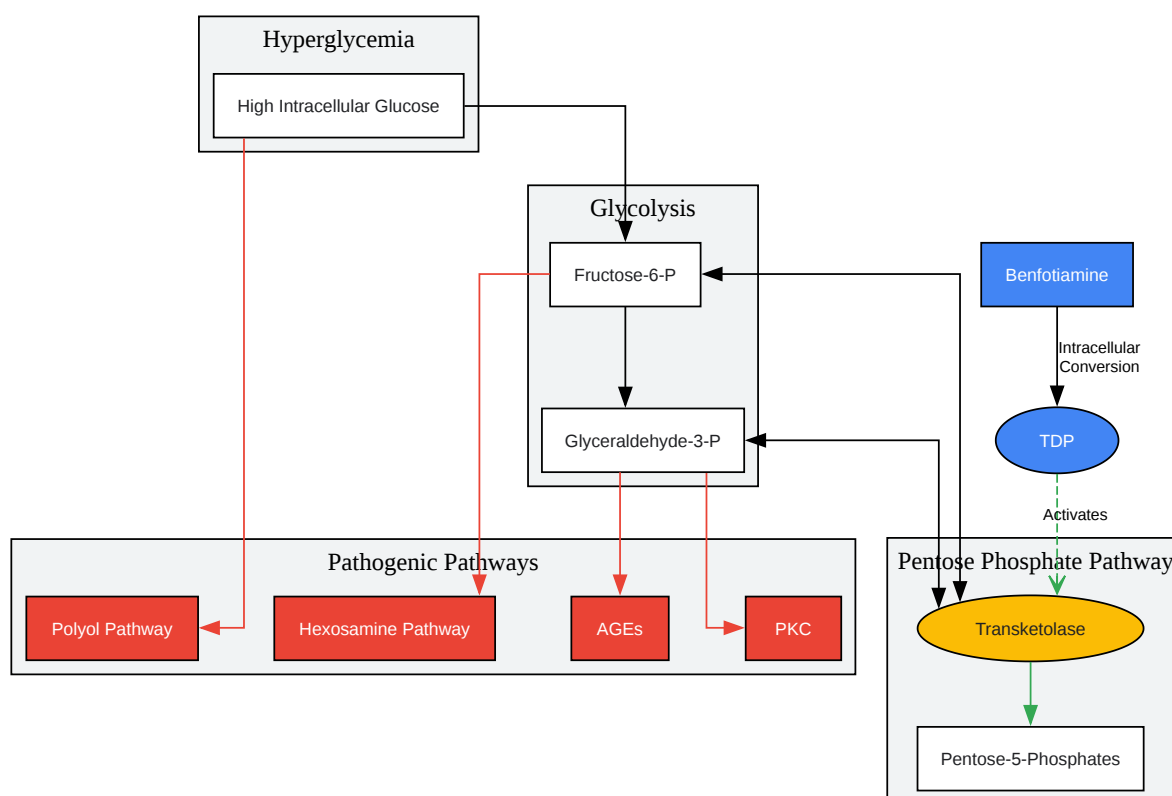 Hyperglycemia
High Intracellular Glucose
Glycolysis
Fructose-6-P
Glyceraldehyde-3-P
Benfotiamine
Intracellular
Conversion
TDP
Activates
Pathogenic Pathways
Polyol Pathway
Hexosamine Pathway
AGEs
PKC
Pentose Phosphate Pathway
Transketolase
Pentose-5-Phosphates